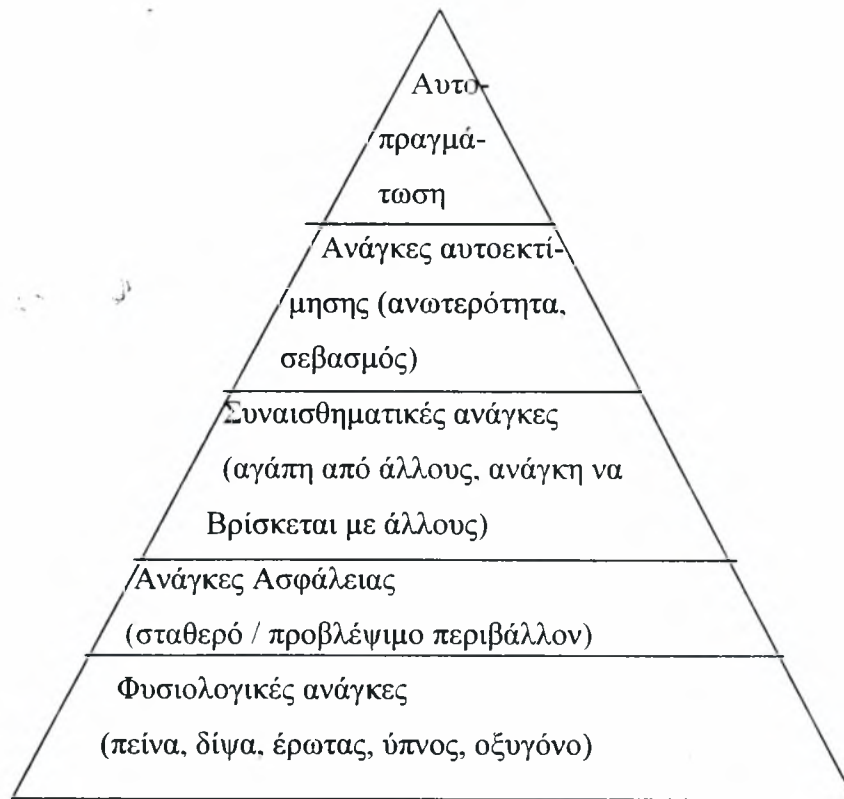 Αυτο-
πραγμά-
τωση
Ανάγκες αυτοεκτί-
μησης (ανωτερότητα,
σεβασμός)
Συναισθηματικές ανάγκες
(αγάπη από άλλους, ανάγκη να
Βρίσκεται με άλλους)
Ανάγκες Ασφάλειας
(σταθερό / προβλέψιμο περιβάλλον)
Φυσιολογικές ανάγκες
(πείνα, δίψα, έρωτας, ύπνος, οξυγόνο)